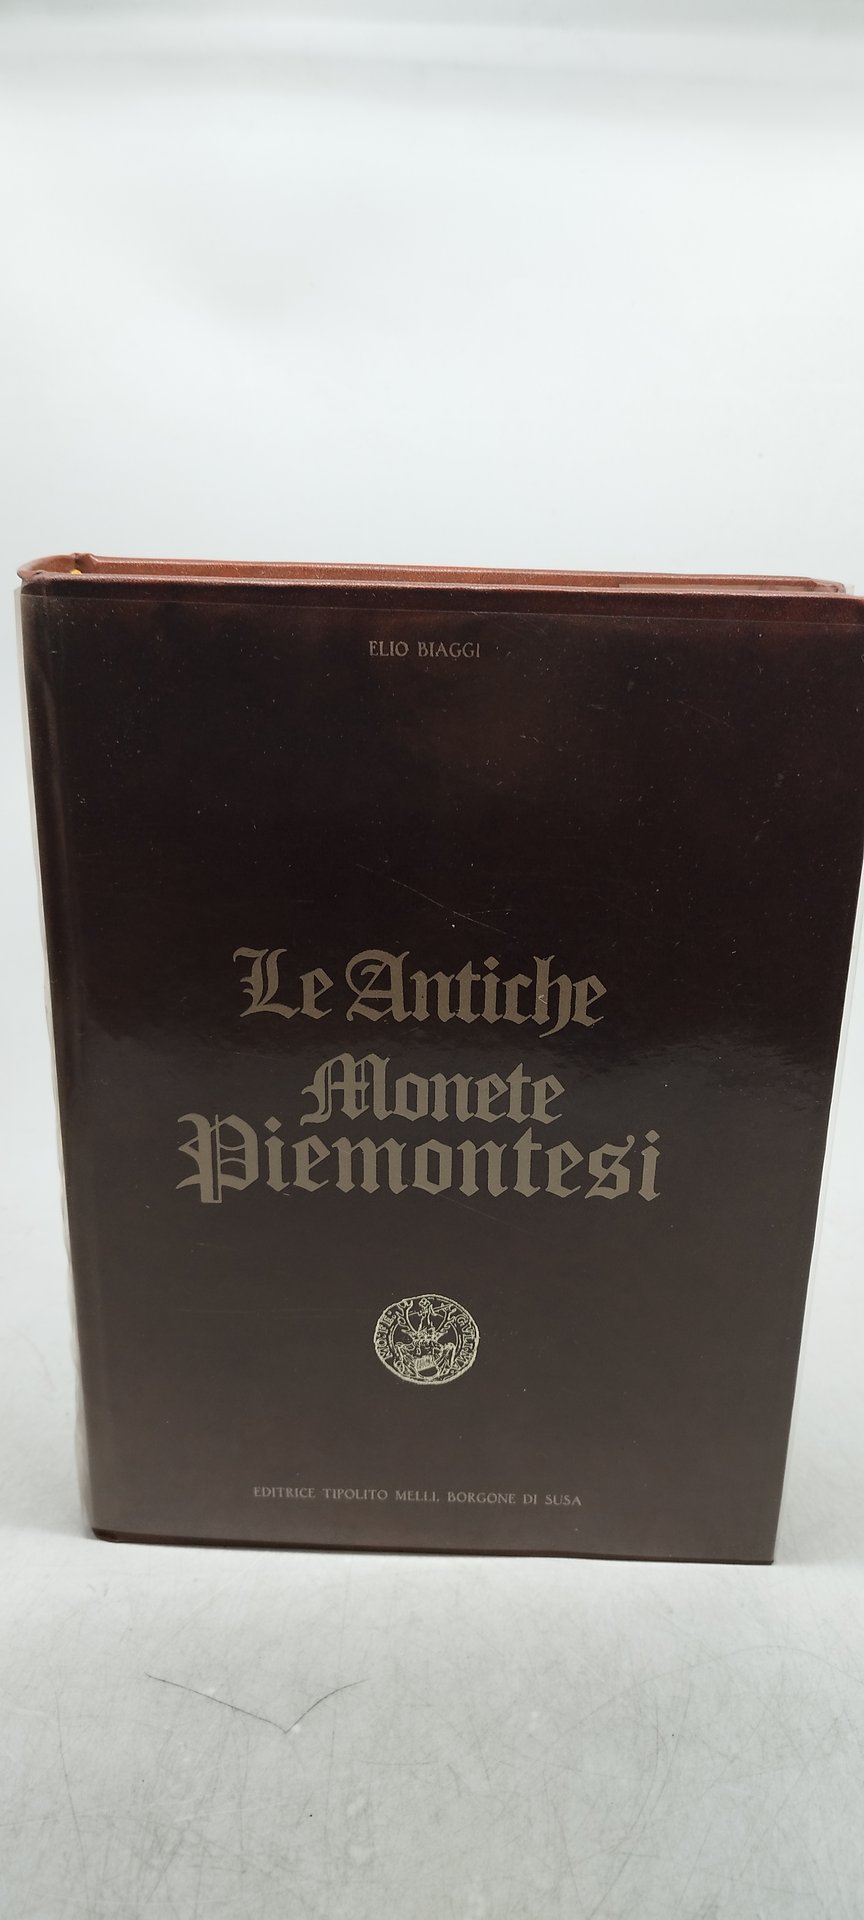 ELIO BIAGGI
Le Antiche
Monete
Piemontesi
EDITRICE TIPOLITO MELLI, BORGONE DI SUSA